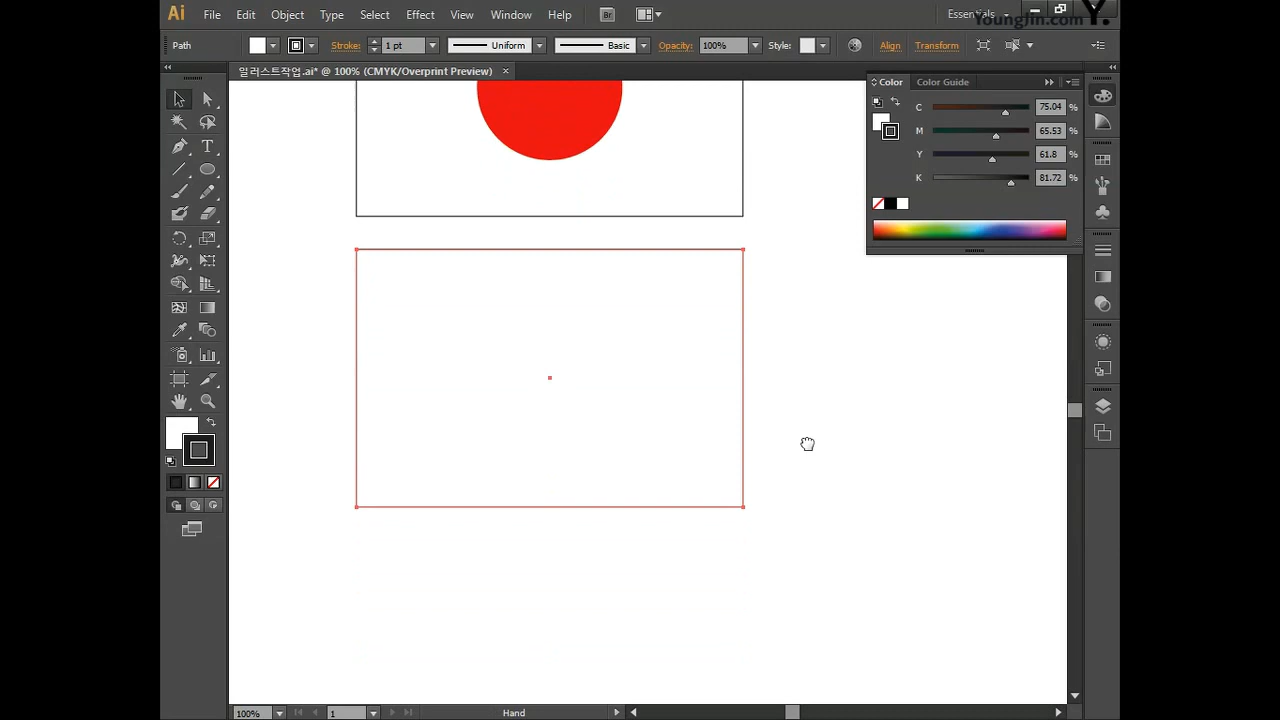 Ai File Edit Object Type Select Effect View Window Help Br Essentials
Youngjin.com Y.
Path Stroke: 1 pt Uniform Basic Opacity: 100% Style: Align Transform
일러스트작업.ai* @ 100% (CMYK/Overprint Preview) ×
Color Color Guide
C 75.04 %
M 65.53 %
Y 61.8 %
K 81.72 %
T
100% 1 Hand